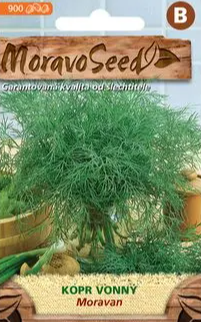 900
B
MoravoSeed
Garantovaná kvalita od šlechtitele
KOPR VONNÝ
Moravan